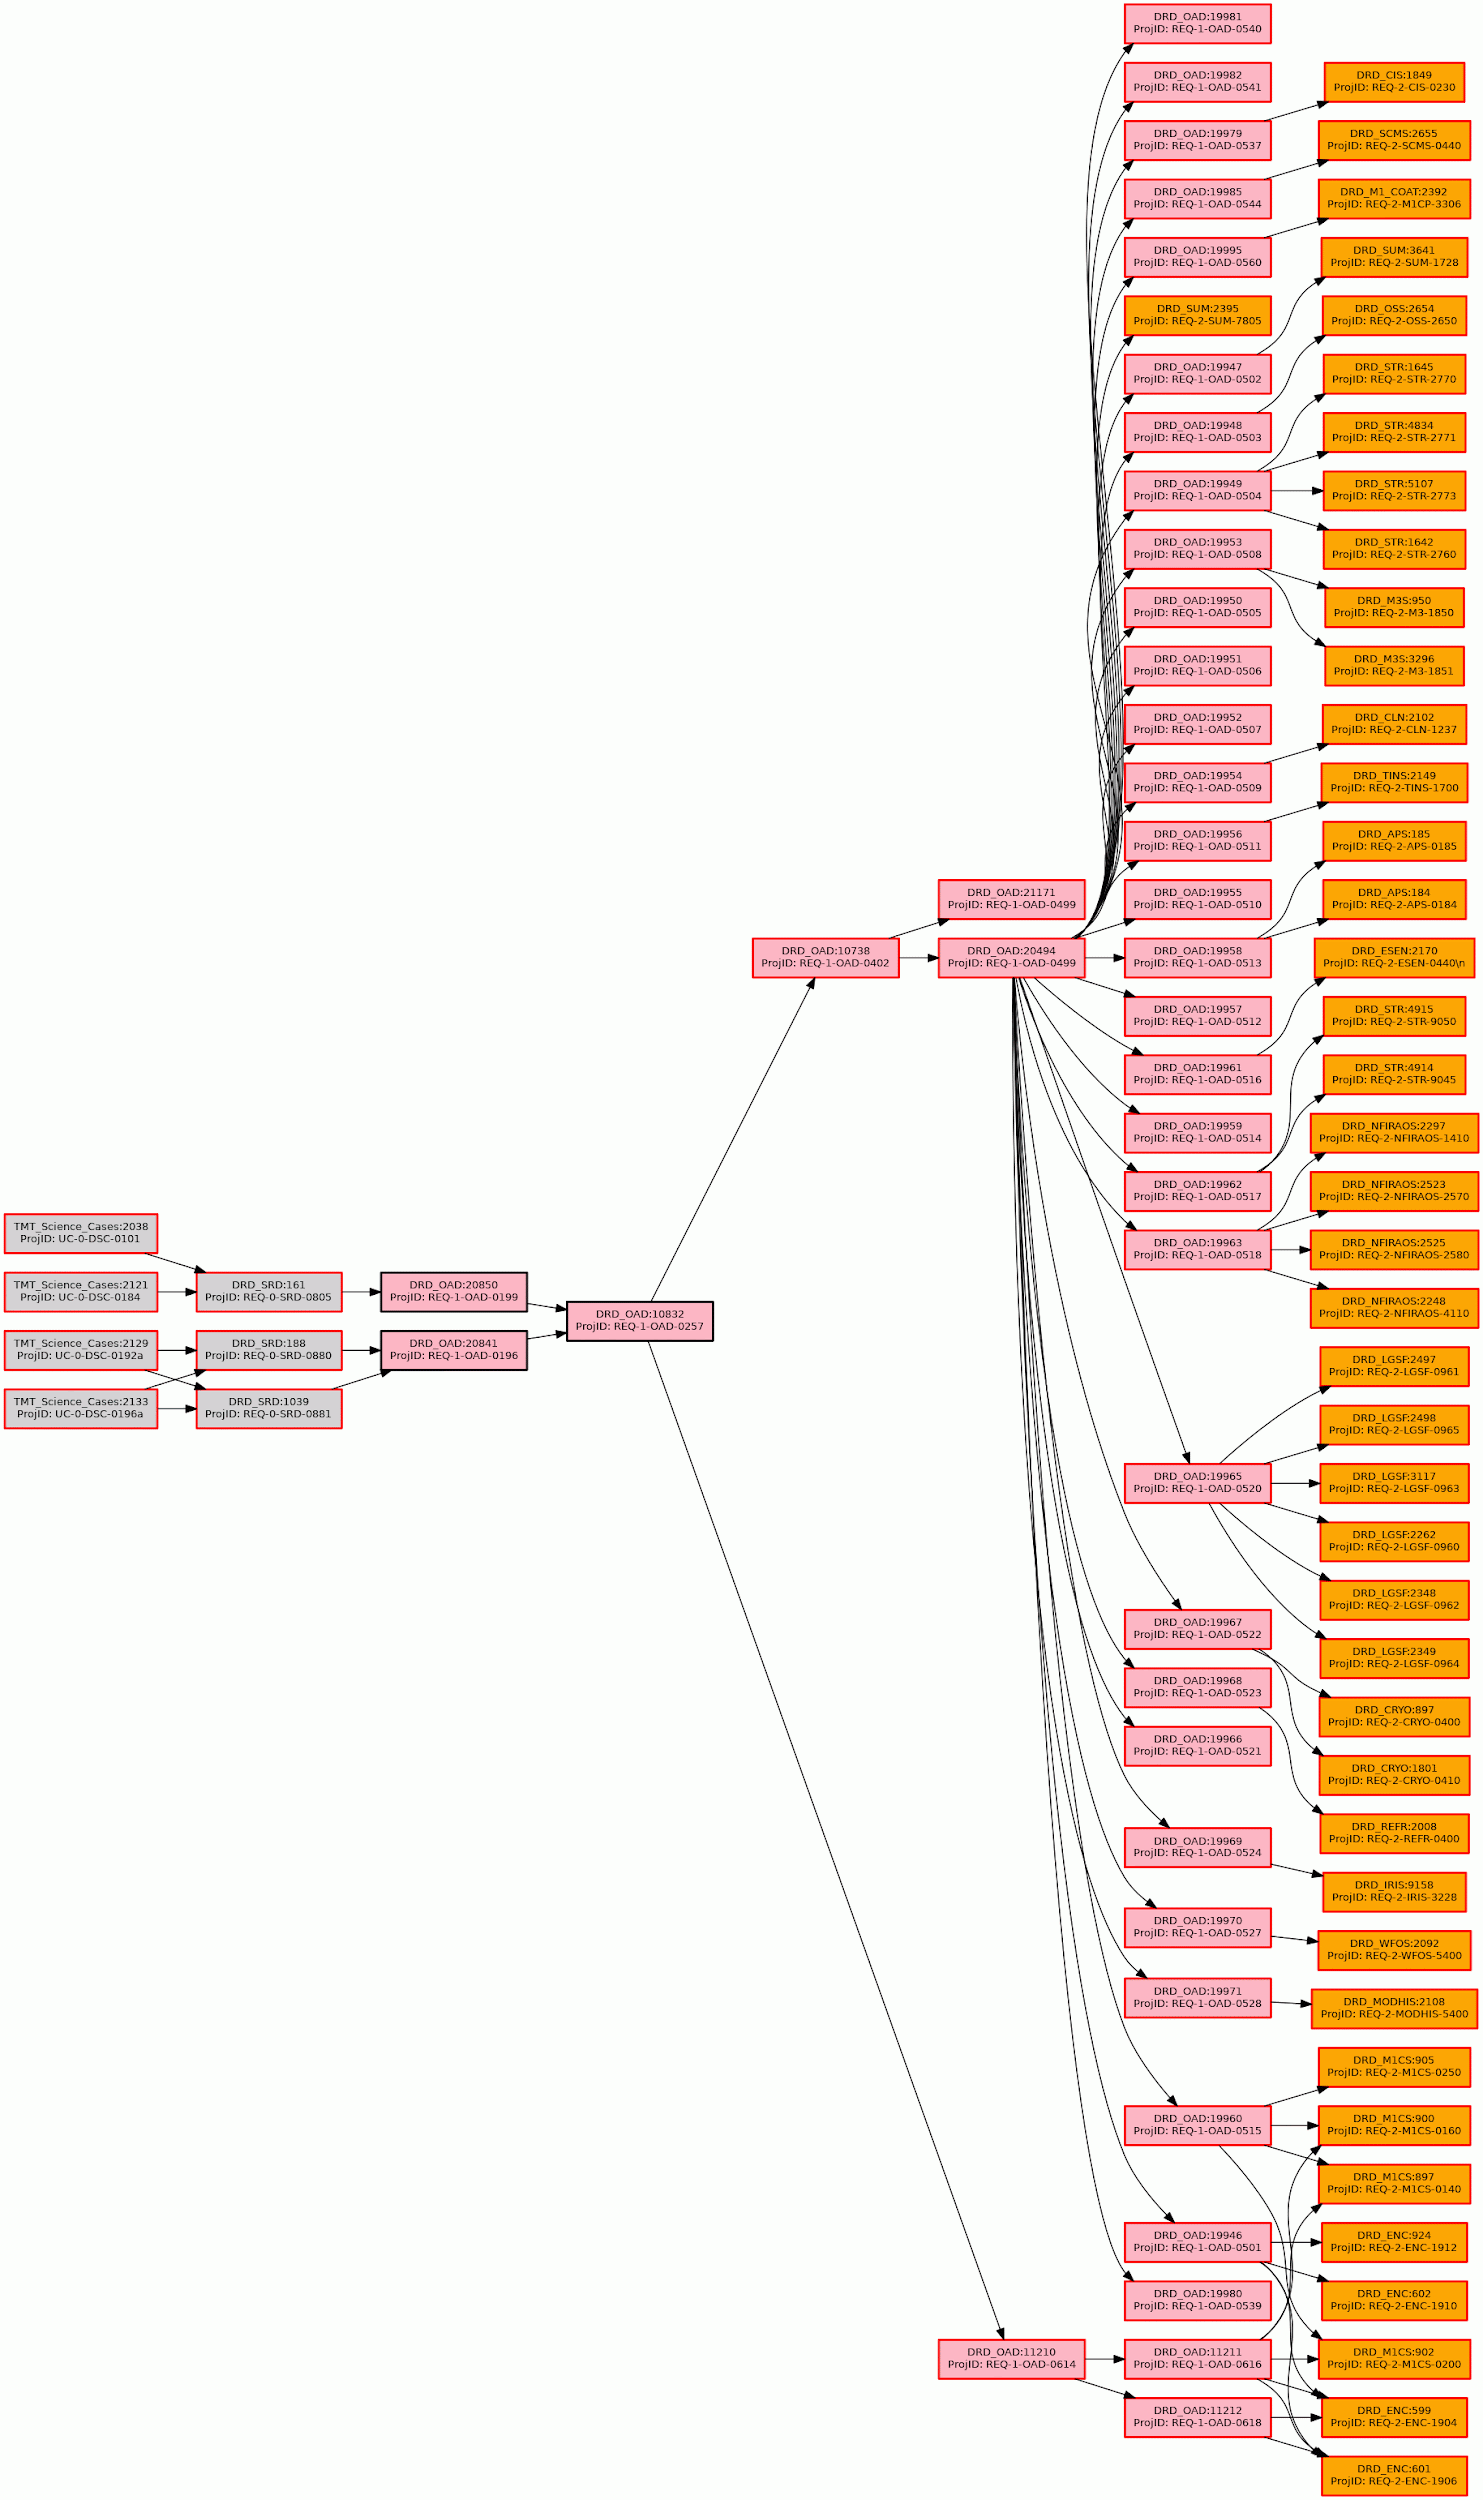 TMT_Science_Cases:2038
ProjID: UC-0-DSC-0101
TMT_Science_Cases:2121
ProjID: UC-0-DSC-0184
TMT_Science_Cases:2129
ProjID: UC-0-DSC-0192a
TMT_Science_Cases:2133
ProjID: UC-0-DSC-0196a
DRD_SRD:161
ProjID: REQ-0-SRD-0805
DRD_SRD:188
ProjID: REQ-0-SRD-0880
DRD_SRD:1039
ProjID: REQ-0-SRD-0881
DRD_OAD:20850
ProjID: REQ-1-OAD-0199
DRD_OAD:20841
ProjID: REQ-1-OAD-0196
DRD_OAD:10832
ProjID: REQ-1-OAD-0257
DRD_OAD:10738
ProjID: REQ-1-OAD-0402
DRD_OAD:21171
ProjID: REQ-1-OAD-0499
DRD_OAD:20494
ProjID: REQ-1-OAD-0499
DRD_OAD:11210
ProjID: REQ-1-OAD-0614
DRD_OAD:19981
ProjID: REQ-1-OAD-0540
DRD_OAD:19982
ProjID: REQ-1-OAD-0541
DRD_OAD:19979
ProjID: REQ-1-OAD-0537
DRD_OAD:19985
ProjID: REQ-1-OAD-0544
DRD_OAD:19995
ProjID: REQ-1-OAD-0560
DRD_SUM:2395
ProjID: REQ-2-SUM-7805
DRD_OAD:19947
ProjID: REQ-1-OAD-0502
DRD_OAD:19948
ProjID: REQ-1-OAD-0503
DRD_OAD:19949
ProjID: REQ-1-OAD-0504
DRD_OAD:19953
ProjID: REQ-1-OAD-0508
DRD_OAD:19950
ProjID: REQ-1-OAD-0505
DRD_OAD:19951
ProjID: REQ-1-OAD-0506
DRD_OAD:19952
ProjID: REQ-1-OAD-0507
DRD_OAD:19954
ProjID: REQ-1-OAD-0509
DRD_OAD:19956
ProjID: REQ-1-OAD-0511
DRD_OAD:19955
ProjID: REQ-1-OAD-0510
DRD_OAD:19958
ProjID: REQ-1-OAD-0513
DRD_OAD:19957
ProjID: REQ-1-OAD-0512
DRD_OAD:19961
ProjID: REQ-1-OAD-0516
DRD_OAD:19959
ProjID: REQ-1-OAD-0514
DRD_OAD:19962
ProjID: REQ-1-OAD-0517
DRD_OAD:19963
ProjID: REQ-1-OAD-0518
DRD_OAD:19965
ProjID: REQ-1-OAD-0520
DRD_OAD:19967
ProjID: REQ-1-OAD-0522
DRD_OAD:19968
ProjID: REQ-1-OAD-0523
DRD_OAD:19966
ProjID: REQ-1-OAD-0521
DRD_OAD:19969
ProjID: REQ-1-OAD-0524
DRD_OAD:19970
ProjID: REQ-1-OAD-0527
DRD_OAD:19971
ProjID: REQ-1-OAD-0528
DRD_OAD:19960
ProjID: REQ-1-OAD-0515
DRD_OAD:19946
ProjID: REQ-1-OAD-0501
DRD_OAD:19980
ProjID: REQ-1-OAD-0539
DRD_OAD:11211
ProjID: REQ-1-OAD-0616
DRD_OAD:11212
ProjID: REQ-1-OAD-0618
DRD_CIS:1849
ProjID: REQ-2-CIS-0230
DRD_SCMS:2655
ProjID: REQ-2-SCMS-0440
DRD_M1_COAT:2392
ProjID: REQ-2-M1CP-3306
DRD_SUM:3641
ProjID: REQ-2-SUM-1728
DRD_OSS:2654
ProjID: REQ-2-OSS-2650
DRD_STR:1645
ProjID: REQ-2-STR-2770
DRD_STR:4834
ProjID: REQ-2-STR-2771
DRD_STR:5107
ProjID: REQ-2-STR-2773
DRD_STR:1642
ProjID: REQ-2-STR-2760
DRD_M3S:950
ProjID: REQ-2-M3-1850
DRD_M3S:3296
ProjID: REQ-2-M3-1851
DRD_CLN:2102
ProjID: REQ-2-CLN-1237
DRD_TINS:2149
ProjID: REQ-2-TINS-1700
DRD_APS:185
ProjID: REQ-2-APS-0185
DRD_APS:184
ProjID: REQ-2-APS-0184
DRD_ESEN:2170
ProjID: REQ-2-ESEN-0440\n
DRD_STR:4915
ProjID: REQ-2-STR-9050
DRD_STR:4914
ProjID: REQ-2-STR-9045
DRD_NFIRAOS:2297
ProjID: REQ-2-NFIRAOS-1410
DRD_NFIRAOS:2523
ProjID: REQ-2-NFIRAOS-2570
DRD_NFIRAOS:2525
ProjID: REQ-2-NFIRAOS-2580
DRD_NFIRAOS:2248
ProjID: REQ-2-NFIRAOS-4110
DRD_LGSF:2497
ProjID: REQ-2-LGSF-0961
DRD_LGSF:2498
ProjID: REQ-2-LGSF-0965
DRD_LGSF:3117
ProjID: REQ-2-LGSF-0963
DRD_LGSF:2262
ProjID: REQ-2-LGSF-0960
DRD_LGSF:2348
ProjID: REQ-2-LGSF-0962
DRD_LGSF:2349
ProjID: REQ-2-LGSF-0964
DRD_CRYO:897
ProjID: REQ-2-CRYO-0400
DRD_CRYO:1801
ProjID: REQ-2-CRYO-0410
DRD_REFR:2008
ProjID: REQ-2-REFR-0400
DRD_IRIS:9158
ProjID: REQ-2-IRIS-3228
DRD_WFOS:2092
ProjID: REQ-2-WFOS-5400
DRD_MODHIS:2108
ProjID: REQ-2-MODHIS-5400
DRD_M1CS:905
ProjID: REQ-2-M1CS-0250
DRD_M1CS:900
ProjID: REQ-2-M1CS-0160
DRD_M1CS:897
ProjID: REQ-2-M1CS-0140
DRD_ENC:924
ProjID: REQ-2-ENC-1912
DRD_ENC:602
ProjID: REQ-2-ENC-1910
DRD_M1CS:902
ProjID: REQ-2-M1CS-0200
DRD_ENC:599
ProjID: REQ-2-ENC-1904
DRD_ENC:601
ProjID: REQ-2-ENC-1906